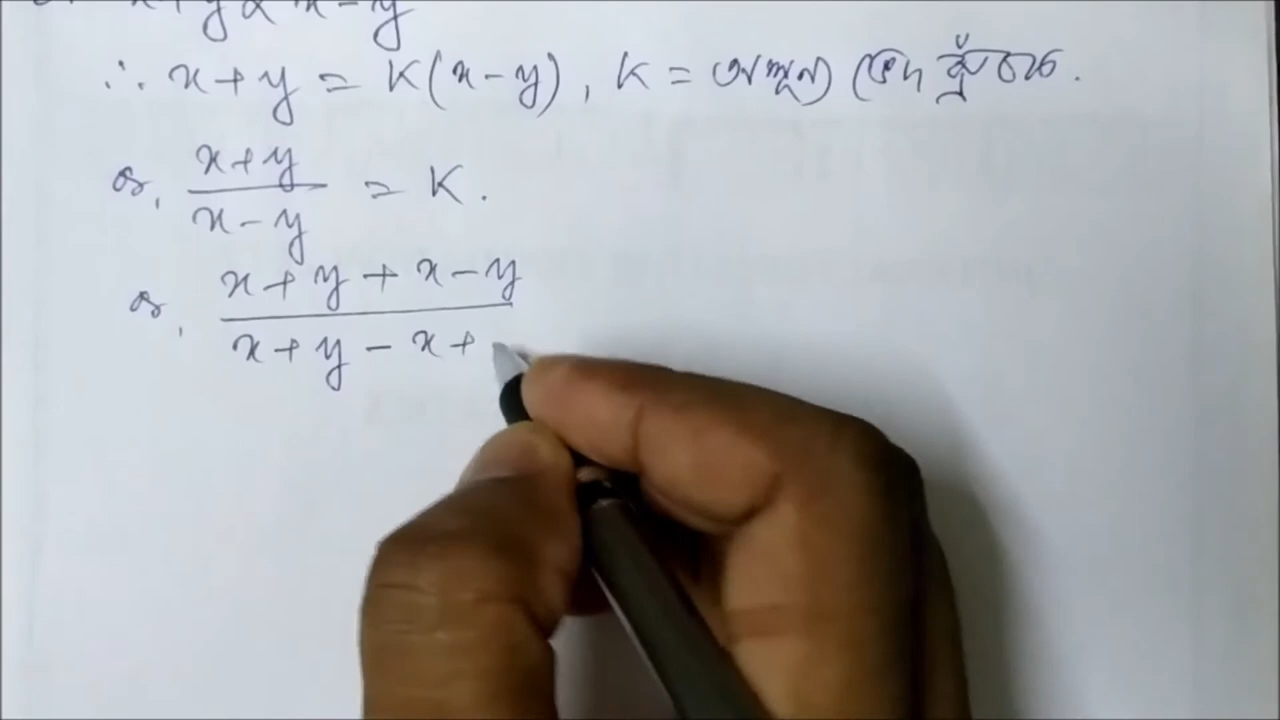 x+y ∝ x-y
∴ x+y = K(x-y), K = অশূন্য ভেদ ধ্রুবক.
or, (x+y)/(x-y) = K.
or, (x+y+x-y)/(x+y-x+